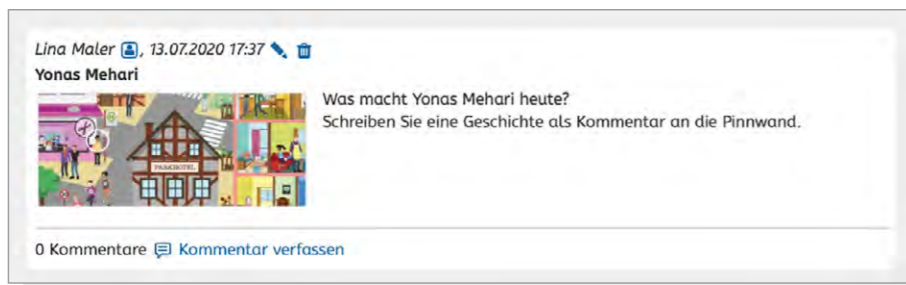 Lina Maler , 13.07.2020 17:37
Yonas Mehari
Was macht Yonas Mehari heute?
Schreiben Sie eine Geschichte als Kommentar an die Pinnwand.
PARKHOTEL
0 Kommentare Kommentar verfassen